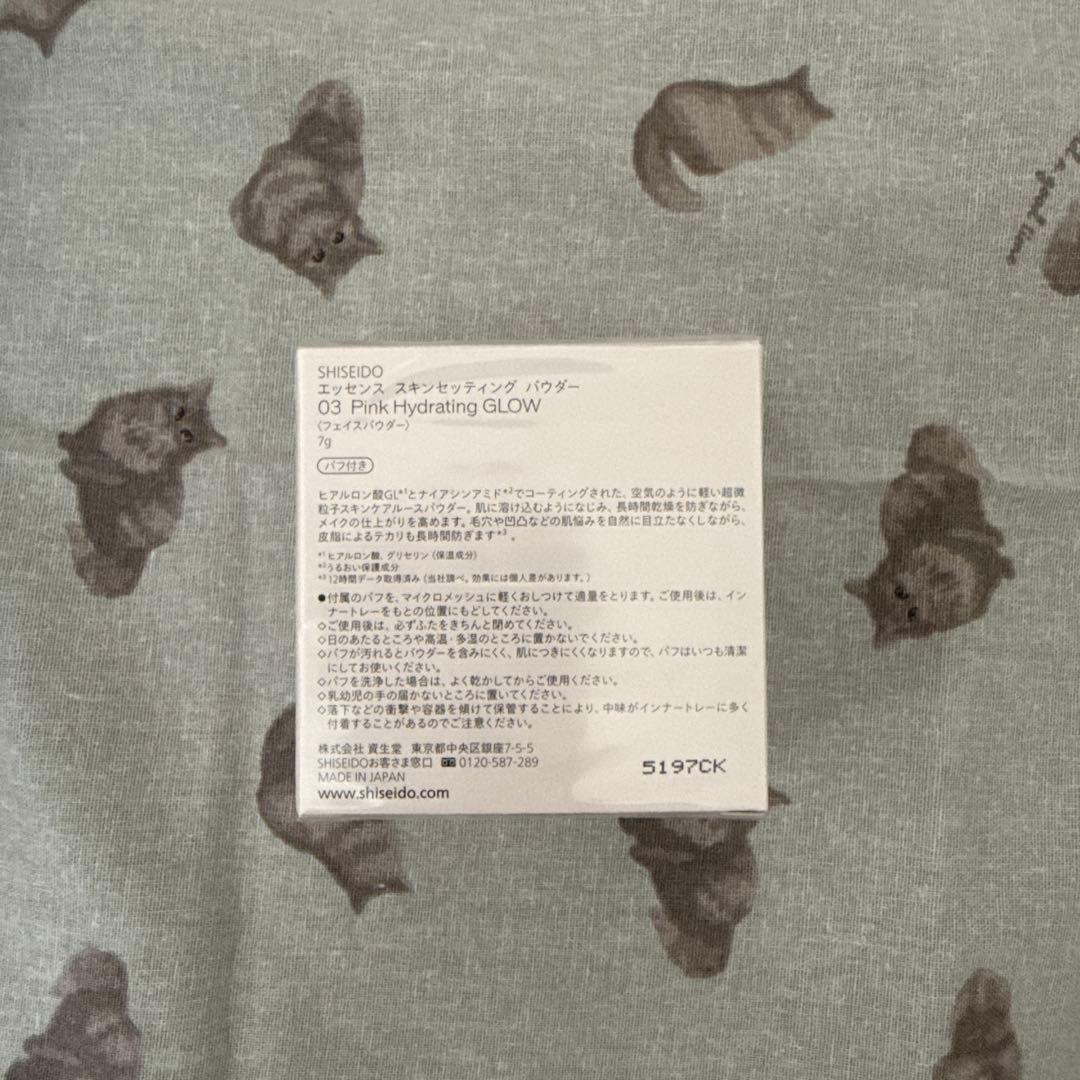 SHISEIDO
エッセンス スキンセッティング パウダー
03 Pink Hydrating GLOW
〈フェイスパウダー〉
7g
パフ付き
ヒアルロン酸GL*1とナイアシンアミド*2でコーティングされた、空気のように軽い超微
粒子スキンケアルースパウダー。肌に溶け込むようになじみ、長時間乾燥を防ぎながら、
メイクの仕上がりを高めます。毛穴や凹凸などの肌悩みを自然に目立たなくしながら、
皮脂によるテカリも長時間防ぎます*3。
*1 ヒアルロン酸、グリセリン（保湿成分）
*2うるおい保護成分
*3 12時間データ取得済み（当社調べ。効果には個人差があります。）
●付属のパフを、マイクロメッシュに軽くおしつけて適量をとります。ご使用後は、イン
ナートレーをもとの位置にもどしてください。
◇ご使用後は、必ずふたをきちんと閉めてください。
◇日のあたるところや高温・多湿のところに置かないでください。
◇パフが汚れるとパウダーを含みにくく、肌につきにくくなりますので、パフはいつも清潔
にしてお使いください。
◇パフを洗浄した場合は、よく乾かしてからご使用ください。
◇乳幼児の手の届かないところに置いてください。
◇落下などの衝撃や容器を傾けて保管することにより、中味がインナートレーに多く
付着することがあるのでご注意ください。
株式会社 資生堂 東京都中央区銀座7-5-5
SHISEIDOお客さま窓口 0120-587-289
MADE IN JAPAN
www.shiseido.com
5197CK
good time